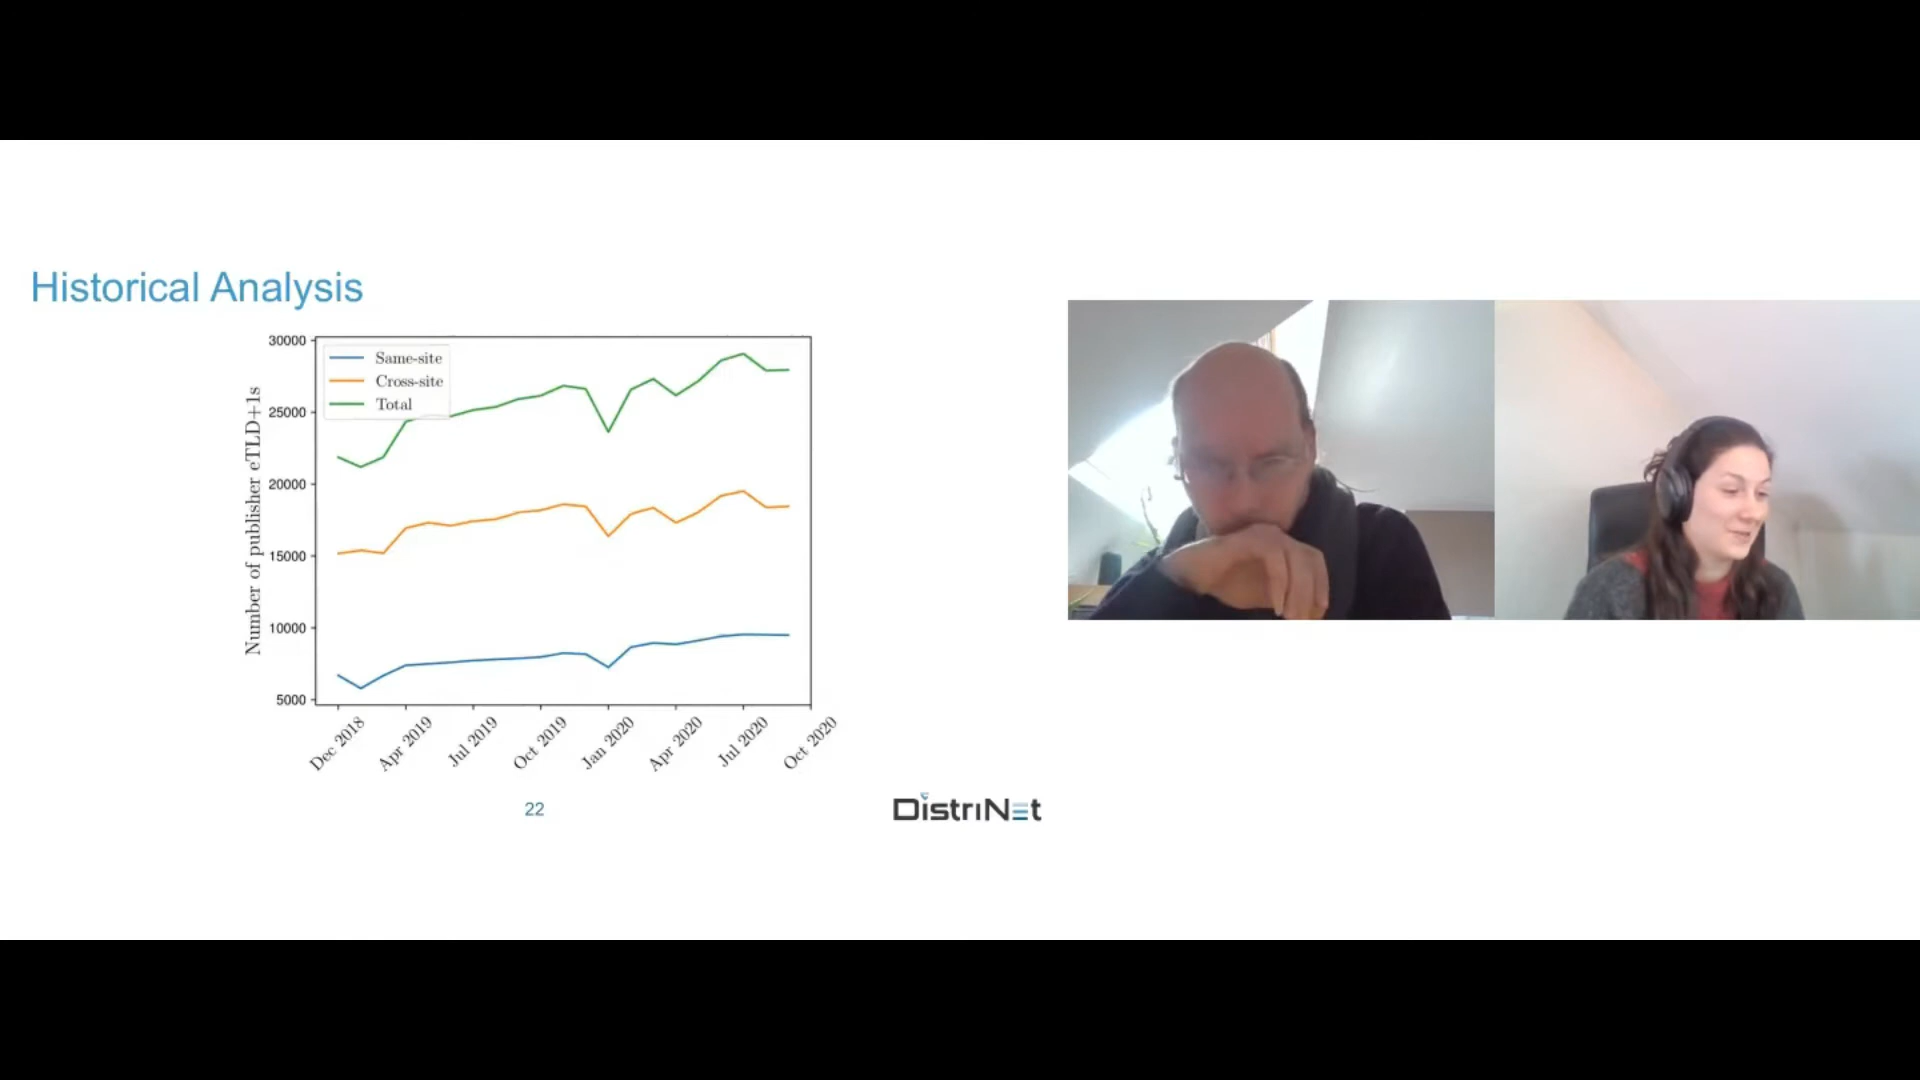 Historical Analysis
30000
25000
20000
15000
10000
5000
Number of publisher eTLD+1s
Same-site
Cross-site
Total
Dec 2018
Apr 2019
Jul 2019
Oct 2019
Jan 2020
Apr 2020
Jul 2020
Oct 2020
22
DistriNet